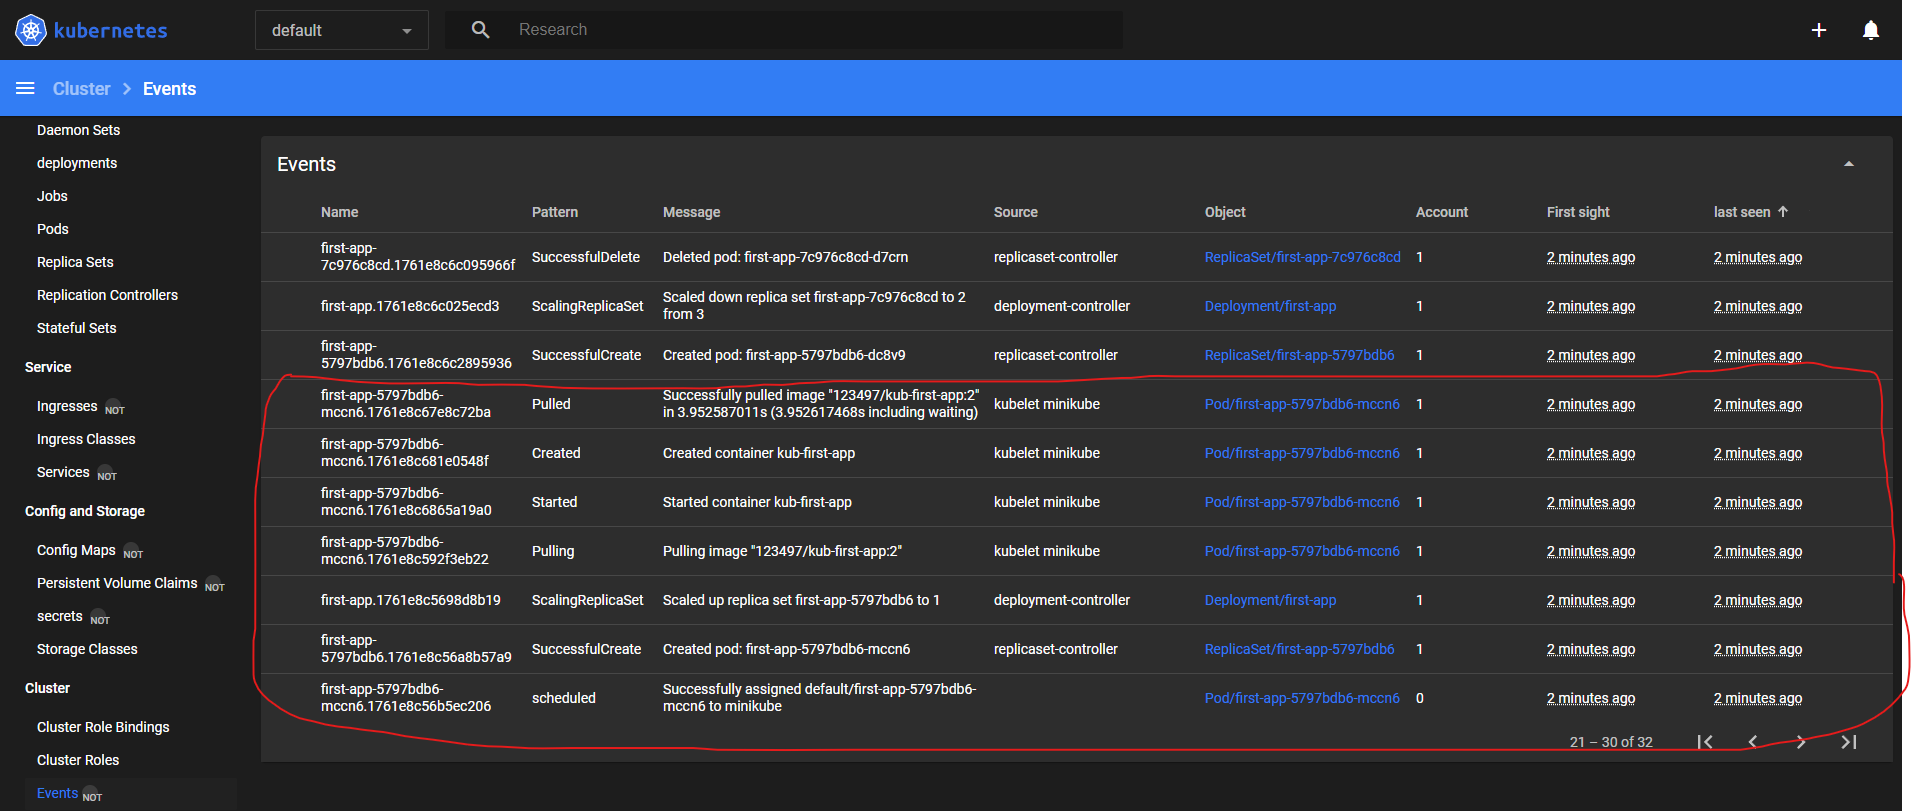 kubernetes
default
Research
Cluster > Events
Daemon Sets
deployments
Jobs
Pods
Replica Sets
Replication Controllers
Stateful Sets
Service
Ingresses NOT
Ingress Classes
Services NOT
Config and Storage
Config Maps NOT
Persistent Volume Claims NOT
secrets NOT
Storage Classes
Cluster
Cluster Role Bindings
Cluster Roles
Events NOT
Events
Name Pattern Message Source Object Account First sight last seen
first-app-
7c976c8cd.1761e8c6c095966f SuccessfulDelete Deleted pod: first-app-7c976c8cd-d7crn replicaset-controller ReplicaSet/first-app-7c976c8cd 1 2 minutes ago 2 minutes ago
first-app.1761e8c6c025ecd3 ScalingReplicaSet Scaled down replica set first-app-7c976c8cd to 2
from 3 deployment-controller Deployment/first-app 1 2 minutes ago 2 minutes ago
first-app-
5797bdb6.1761e8c6c2895936 SuccessfulCreate Created pod: first-app-5797bdb6-dc8v9 replicaset-controller ReplicaSet/first-app-5797bdb6 1 2 minutes ago 2 minutes ago
first-app-5797bdb6-
mccn6.1761e8c67e8c72ba Pulled Successfully pulled image "123497/kub-first-app:2"
in 3.952587011s (3.952617468s including waiting) kubelet minikube Pod/first-app-5797bdb6-mccn6 1 2 minutes ago 2 minutes ago
first-app-5797bdb6-
mccn6.1761e8c681e0548f Created Created container kub-first-app kubelet minikube Pod/first-app-5797bdb6-mccn6 1 2 minutes ago 2 minutes ago
first-app-5797bdb6-
mccn6.1761e8c6865a19a0 Started Started container kub-first-app kubelet minikube Pod/first-app-5797bdb6-mccn6 1 2 minutes ago 2 minutes ago
first-app-5797bdb6-
mccn6.1761e8c592f3eb22 Pulling Pulling image "123497/kub-first-app:2" kubelet minikube Pod/first-app-5797bdb6-mccn6 1 2 minutes ago 2 minutes ago
first-app.1761e8c5698d8b19 ScalingReplicaSet Scaled up replica set first-app-5797bdb6 to 1 deployment-controller Deployment/first-app 1 2 minutes ago 2 minutes ago
first-app-
5797bdb6.1761e8c56a8b57a9 SuccessfulCreate Created pod: first-app-5797bdb6-mccn6 replicaset-controller ReplicaSet/first-app-5797bdb6 1 2 minutes ago 2 minutes ago
first-app-5797bdb6-
mccn6.1761e8c56b5ec206 scheduled Successfully assigned default/first-app-5797bdb6-
mccn6 to minikube Pod/first-app-5797bdb6-mccn6 0 2 minutes ago 2 minutes ago
21 – 30 of 32